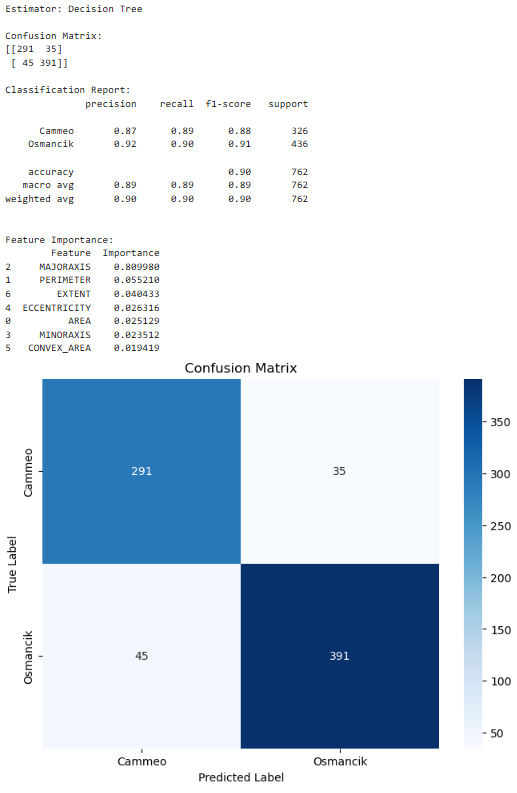 Estimator: Decision Tree
Confusion Matrix:
[[291  35]
 [ 45 391]]
Classification Report:
              precision    recall  f1-score   support
      Cammeo       0.87      0.89      0.88       326
    Osmancik       0.92      0.90      0.91       436
    accuracy                           0.90       762
   macro avg       0.89      0.89      0.89       762
weighted avg       0.90      0.90      0.90       762
Feature Importance:
        Feature  Importance
2     MAJORAXIS    0.809980
1     PERIMETER    0.055210
6        EXTENT    0.040433
4  ECCENTRICITY    0.026316
0          AREA    0.025129
3     MINORAXIS    0.023512
5   CONVEX_AREA    0.019419
Confusion Matrix
True Label
Cammeo
Osmancik
291 35
45 391
Cammeo Osmancik
Predicted Label
350
300
250
200
150
100
50